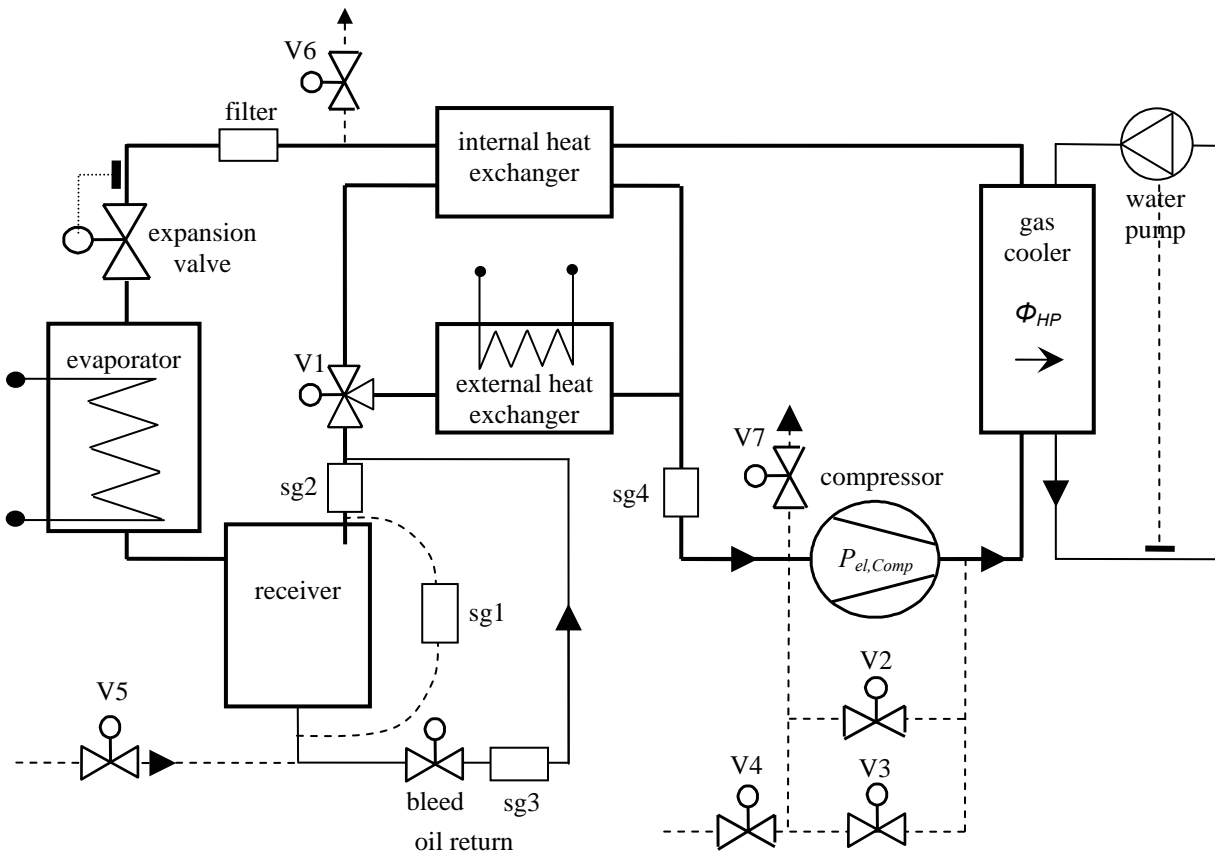 V6
filter
internal heat
exchanger
water
pump
gas
cooler
Φ_HP
expansion
valve
evaporator
V1
external heat
exchanger
V7
compressor
sg2
sg4
P_el,Comp
receiver
sg1
V5
V2
bleed
sg3
V4
V3
oil return